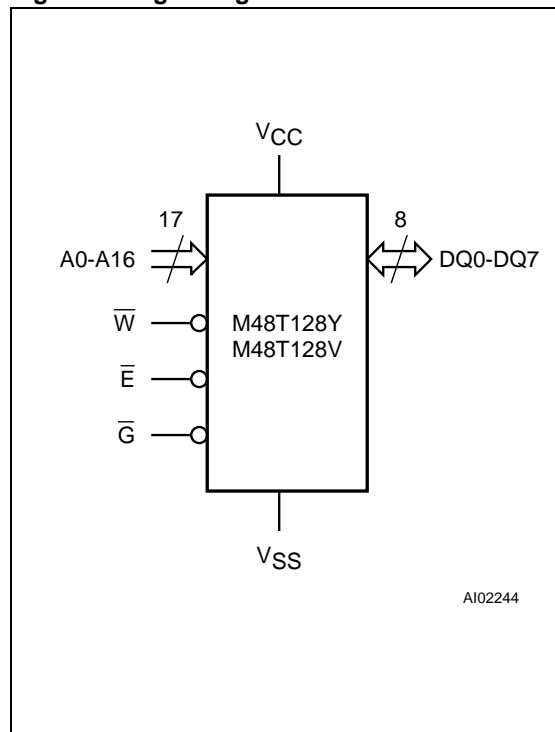 VCC
17
8
A0-A16
DQ0-DQ7
W̅
M48T128Y
M48T128V
E̅
G̅
VSS
AI02244